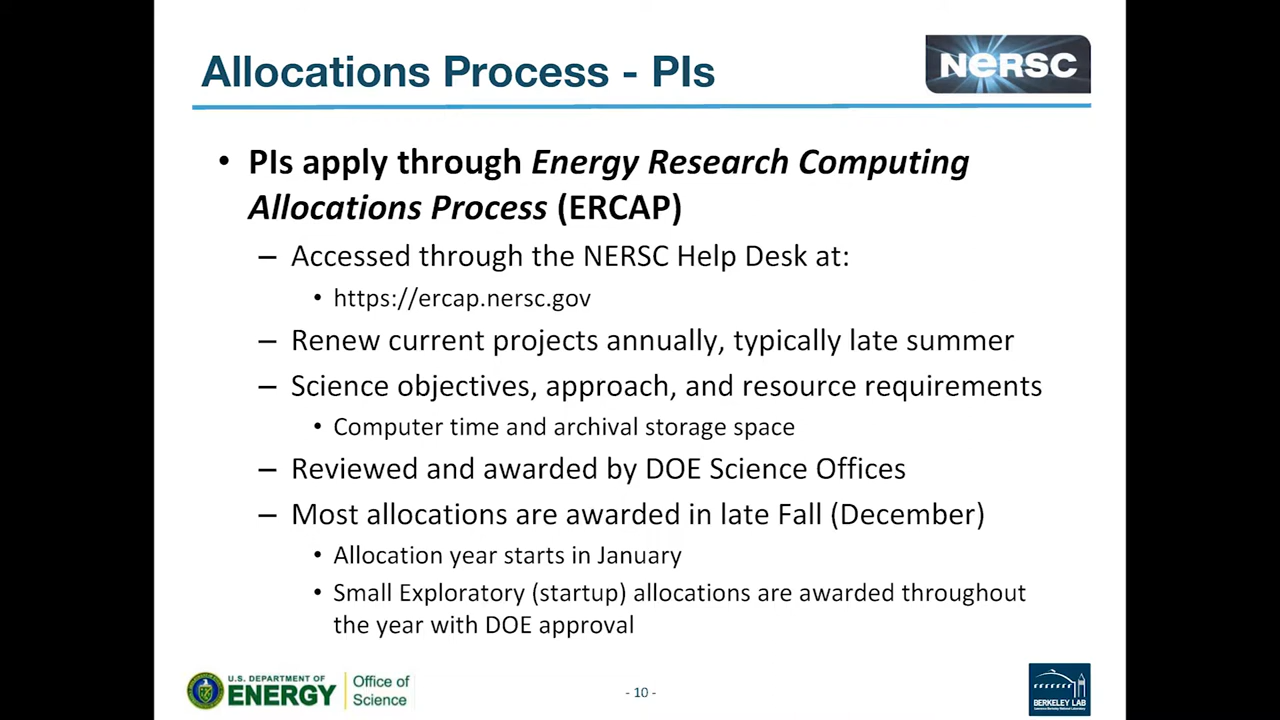 Allocations Process - PIs
NERSC
• PIs apply through Energy Research Computing
Allocations Process (ERCAP)
– Accessed through the NERSC Help Desk at:
• https://ercap.nersc.gov
– Renew current projects annually, typically late summer
– Science objectives, approach, and resource requirements
• Computer time and archival storage space
– Reviewed and awarded by DOE Science Offices
– Most allocations are awarded in late Fall (December)
• Allocation year starts in January
• Small Exploratory (startup) allocations are awarded throughout
the year with DOE approval
U.S. DEPARTMENT OF
ENERGY
Office of
Science
- 10 -
BERKELEY LAB